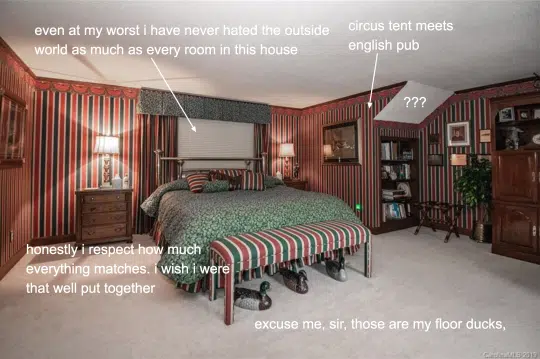 even at my worst i have never hated the outside
world as much as every room in this house
circus tent meets
english pub
???
honestly i respect how much
everything matches. i wish i were
that well put together
excuse me, sir, those are my floor ducks,